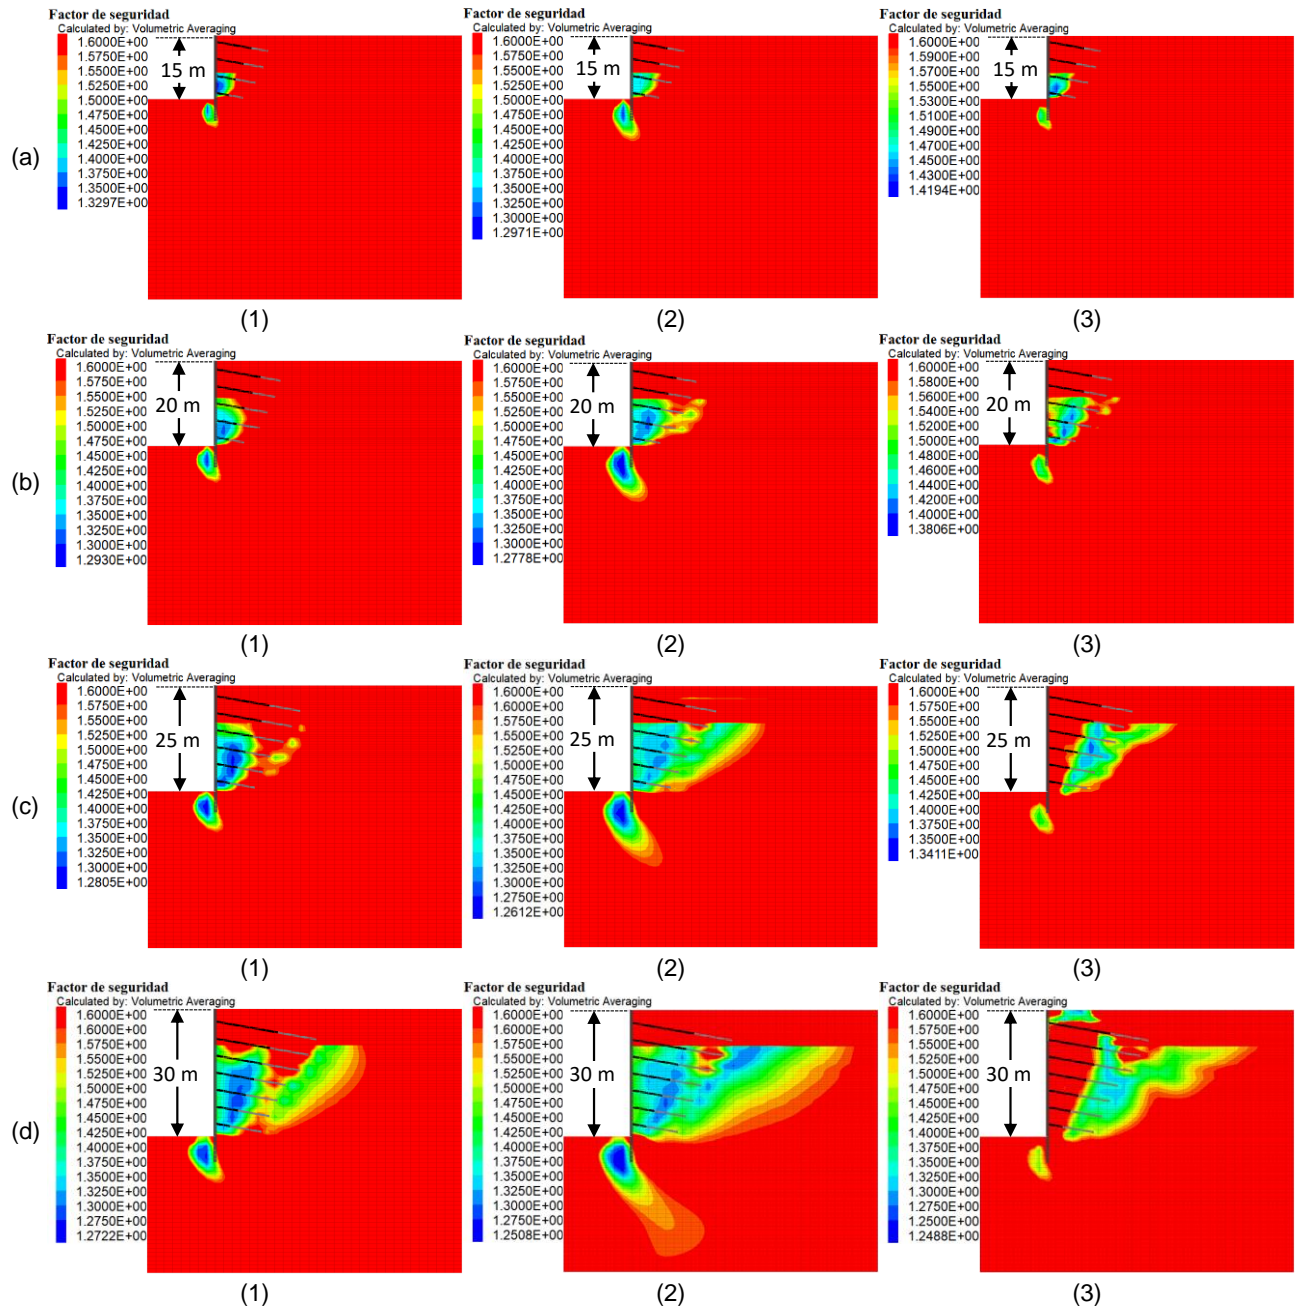 Factor de seguridad
Calculated by: Volumetric Averaging
1.6000E+00
1.5750E+00
1.5500E+00
1.5250E+00
1.5000E+00
1.4750E+00
1.4500E+00
1.4250E+00
1.4000E+00
1.3750E+00
1.3500E+00
1.3297E+00
15 m
(1)
Factor de seguridad
Calculated by: Volumetric Averaging
1.6000E+00
1.5750E+00
1.5500E+00
1.5250E+00
1.5000E+00
1.4750E+00
1.4500E+00
1.4250E+00
1.4000E+00
1.3750E+00
1.3500E+00
1.3250E+00
1.3000E+00
1.2971E+00
15 m
(2)
Factor de seguridad
Calculated by: Volumetric Averaging
1.6000E+00
1.5900E+00
1.5700E+00
1.5500E+00
1.5300E+00
1.5100E+00
1.4900E+00
1.4700E+00
1.4500E+00
1.4300E+00
1.4194E+00
15 m
(3)
(a)
Factor de seguridad
Calculated by: Volumetric Averaging
1.6000E+00
1.5750E+00
1.5500E+00
1.5250E+00
1.5000E+00
1.4750E+00
1.4500E+00
1.4250E+00
1.4000E+00
1.3750E+00
1.3500E+00
1.3250E+00
1.3000E+00
1.2930E+00
20 m
(1)
Factor de seguridad
Calculated by: Volumetric Averaging
1.6000E+00
1.5750E+00
1.5500E+00
1.5250E+00
1.5000E+00
1.4750E+00
1.4500E+00
1.4250E+00
1.4000E+00
1.3750E+00
1.3500E+00
1.3250E+00
1.3000E+00
1.2778E+00
20 m
(2)
Factor de seguridad
Calculated by: Volumetric Averaging
1.6000E+00
1.5800E+00
1.5600E+00
1.5400E+00
1.5200E+00
1.5000E+00
1.4800E+00
1.4600E+00
1.4400E+00
1.4200E+00
1.4000E+00
1.3806E+00
20 m
(3)
(b)
Factor de seguridad
Calculated by: Volumetric Averaging
1.6000E+00
1.5750E+00
1.5500E+00
1.5250E+00
1.5000E+00
1.4750E+00
1.4500E+00
1.4250E+00
1.4000E+00
1.3750E+00
1.3500E+00
1.3250E+00
1.3000E+00
1.2805E+00
25 m
(1)
Factor de seguridad
Calculated by: Volumetric Averaging
1.6000E+00
1.5750E+00
1.5500E+00
1.5250E+00
1.5000E+00
1.4750E+00
1.4500E+00
1.4250E+00
1.4000E+00
1.3750E+00
1.3500E+00
1.3250E+00
1.3000E+00
1.2750E+00
1.2612E+00
25 m
(2)
Factor de seguridad
Calculated by: Volumetric Averaging
1.6000E+00
1.5750E+00
1.5500E+00
1.5250E+00
1.5000E+00
1.4750E+00
1.4500E+00
1.4250E+00
1.4000E+00
1.3750E+00
1.3500E+00
1.3411E+00
25 m
(3)
(c)
Factor de seguridad
Calculated by: Volumetric Averaging
1.6000E+00
1.5750E+00
1.5500E+00
1.5250E+00
1.5000E+00
1.4750E+00
1.4500E+00
1.4250E+00
1.4000E+00
1.3750E+00
1.3500E+00
1.3250E+00
1.3000E+00
1.2750E+00
1.2722E+00
30 m
(1)
Factor de seguridad
Calculated by: Volumetric Averaging
1.6000E+00
1.5750E+00
1.5500E+00
1.5250E+00
1.5000E+00
1.4750E+00
1.4500E+00
1.4250E+00
1.4000E+00
1.3750E+00
1.3500E+00
1.3250E+00
1.3000E+00
1.2750E+00
1.2508E+00
30 m
(2)
Factor de seguridad
Calculated by: Volumetric Averaging
1.6000E+00
1.5750E+00
1.5500E+00
1.5250E+00
1.5000E+00
1.4750E+00
1.4500E+00
1.4250E+00
1.4000E+00
1.3750E+00
1.3500E+00
1.3250E+00
1.3000E+00
1.2750E+00
1.2500E+00
1.2488E+00
30 m
(3)
(d)